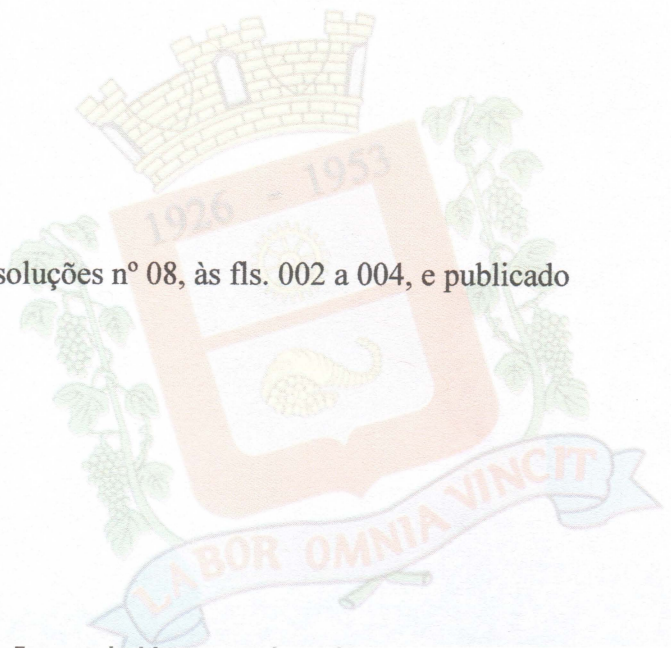 1926 - 1953
soluções nº 08, às fls. 002 a 004, e publicado
LABOR OMNIA VINCIT